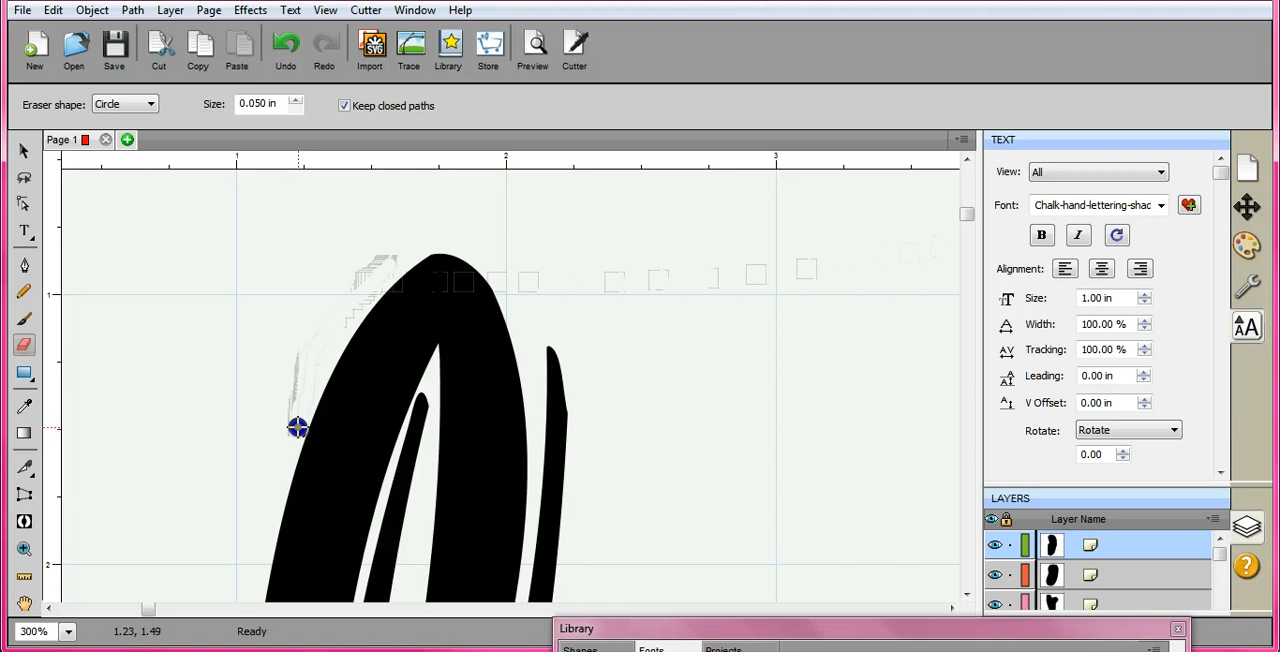 File Edit Object Path Layer Page Effects Text View Cutter Window Help
New Open Save Cut Copy Paste Undo Redo Import Trace Library Store Preview Cutter
SVG
Eraser shape: Circle Size: 0.050 in Keep closed paths
Page 1
1 2 3
1
2
TEXT
View: All
Font: Chalk-hand-lettering-shac
B I
Alignment:
Size: 1.00 in
Width: 100.00 %
Tracking: 100.00 %
Leading: 0.00 in
V Offset: 0.00 in
Rotate: Rotate
0.00
LAYERS
Layer Name
300% 1.23, 1.49 Ready
Library
Shapes Fonts Projects